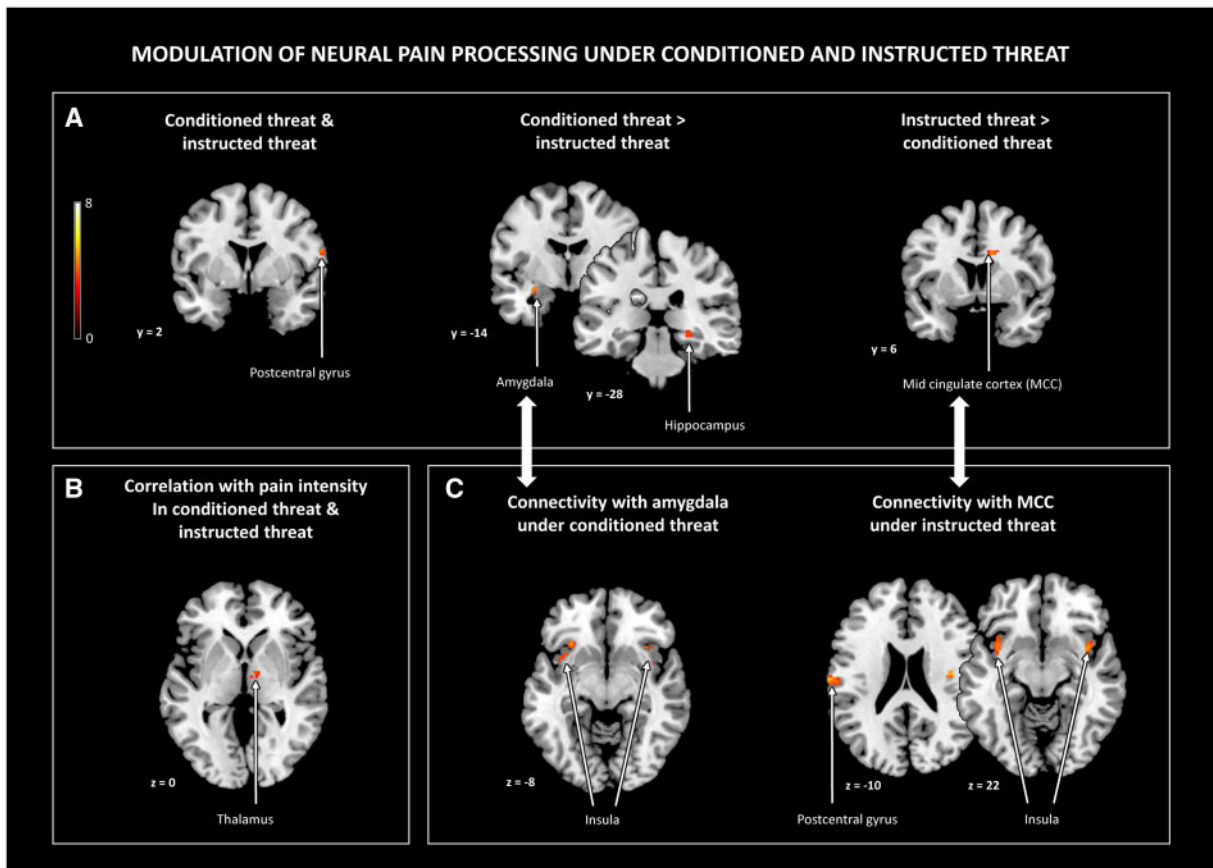 MODULATION OF NEURAL PAIN PROCESSING UNDER CONDITIONED AND INSTRUCTED THREAT
A
Conditioned threat &
instructed threat
8
0
y = 2
Postcentral gyrus
Conditioned threat >
instructed threat
y = -14
Amygdala
y = -28
Hippocampus
Instructed threat >
conditioned threat
y = 6
Mid cingulate cortex (MCC)
B
Correlation with pain intensity
In conditioned threat &
instructed threat
z = 0
Thalamus
C
Connectivity with amygdala
under conditioned threat
z = -8
Insula
Connectivity with MCC
under instructed threat
z = -10
Postcentral gyrus
z = 22
Insula